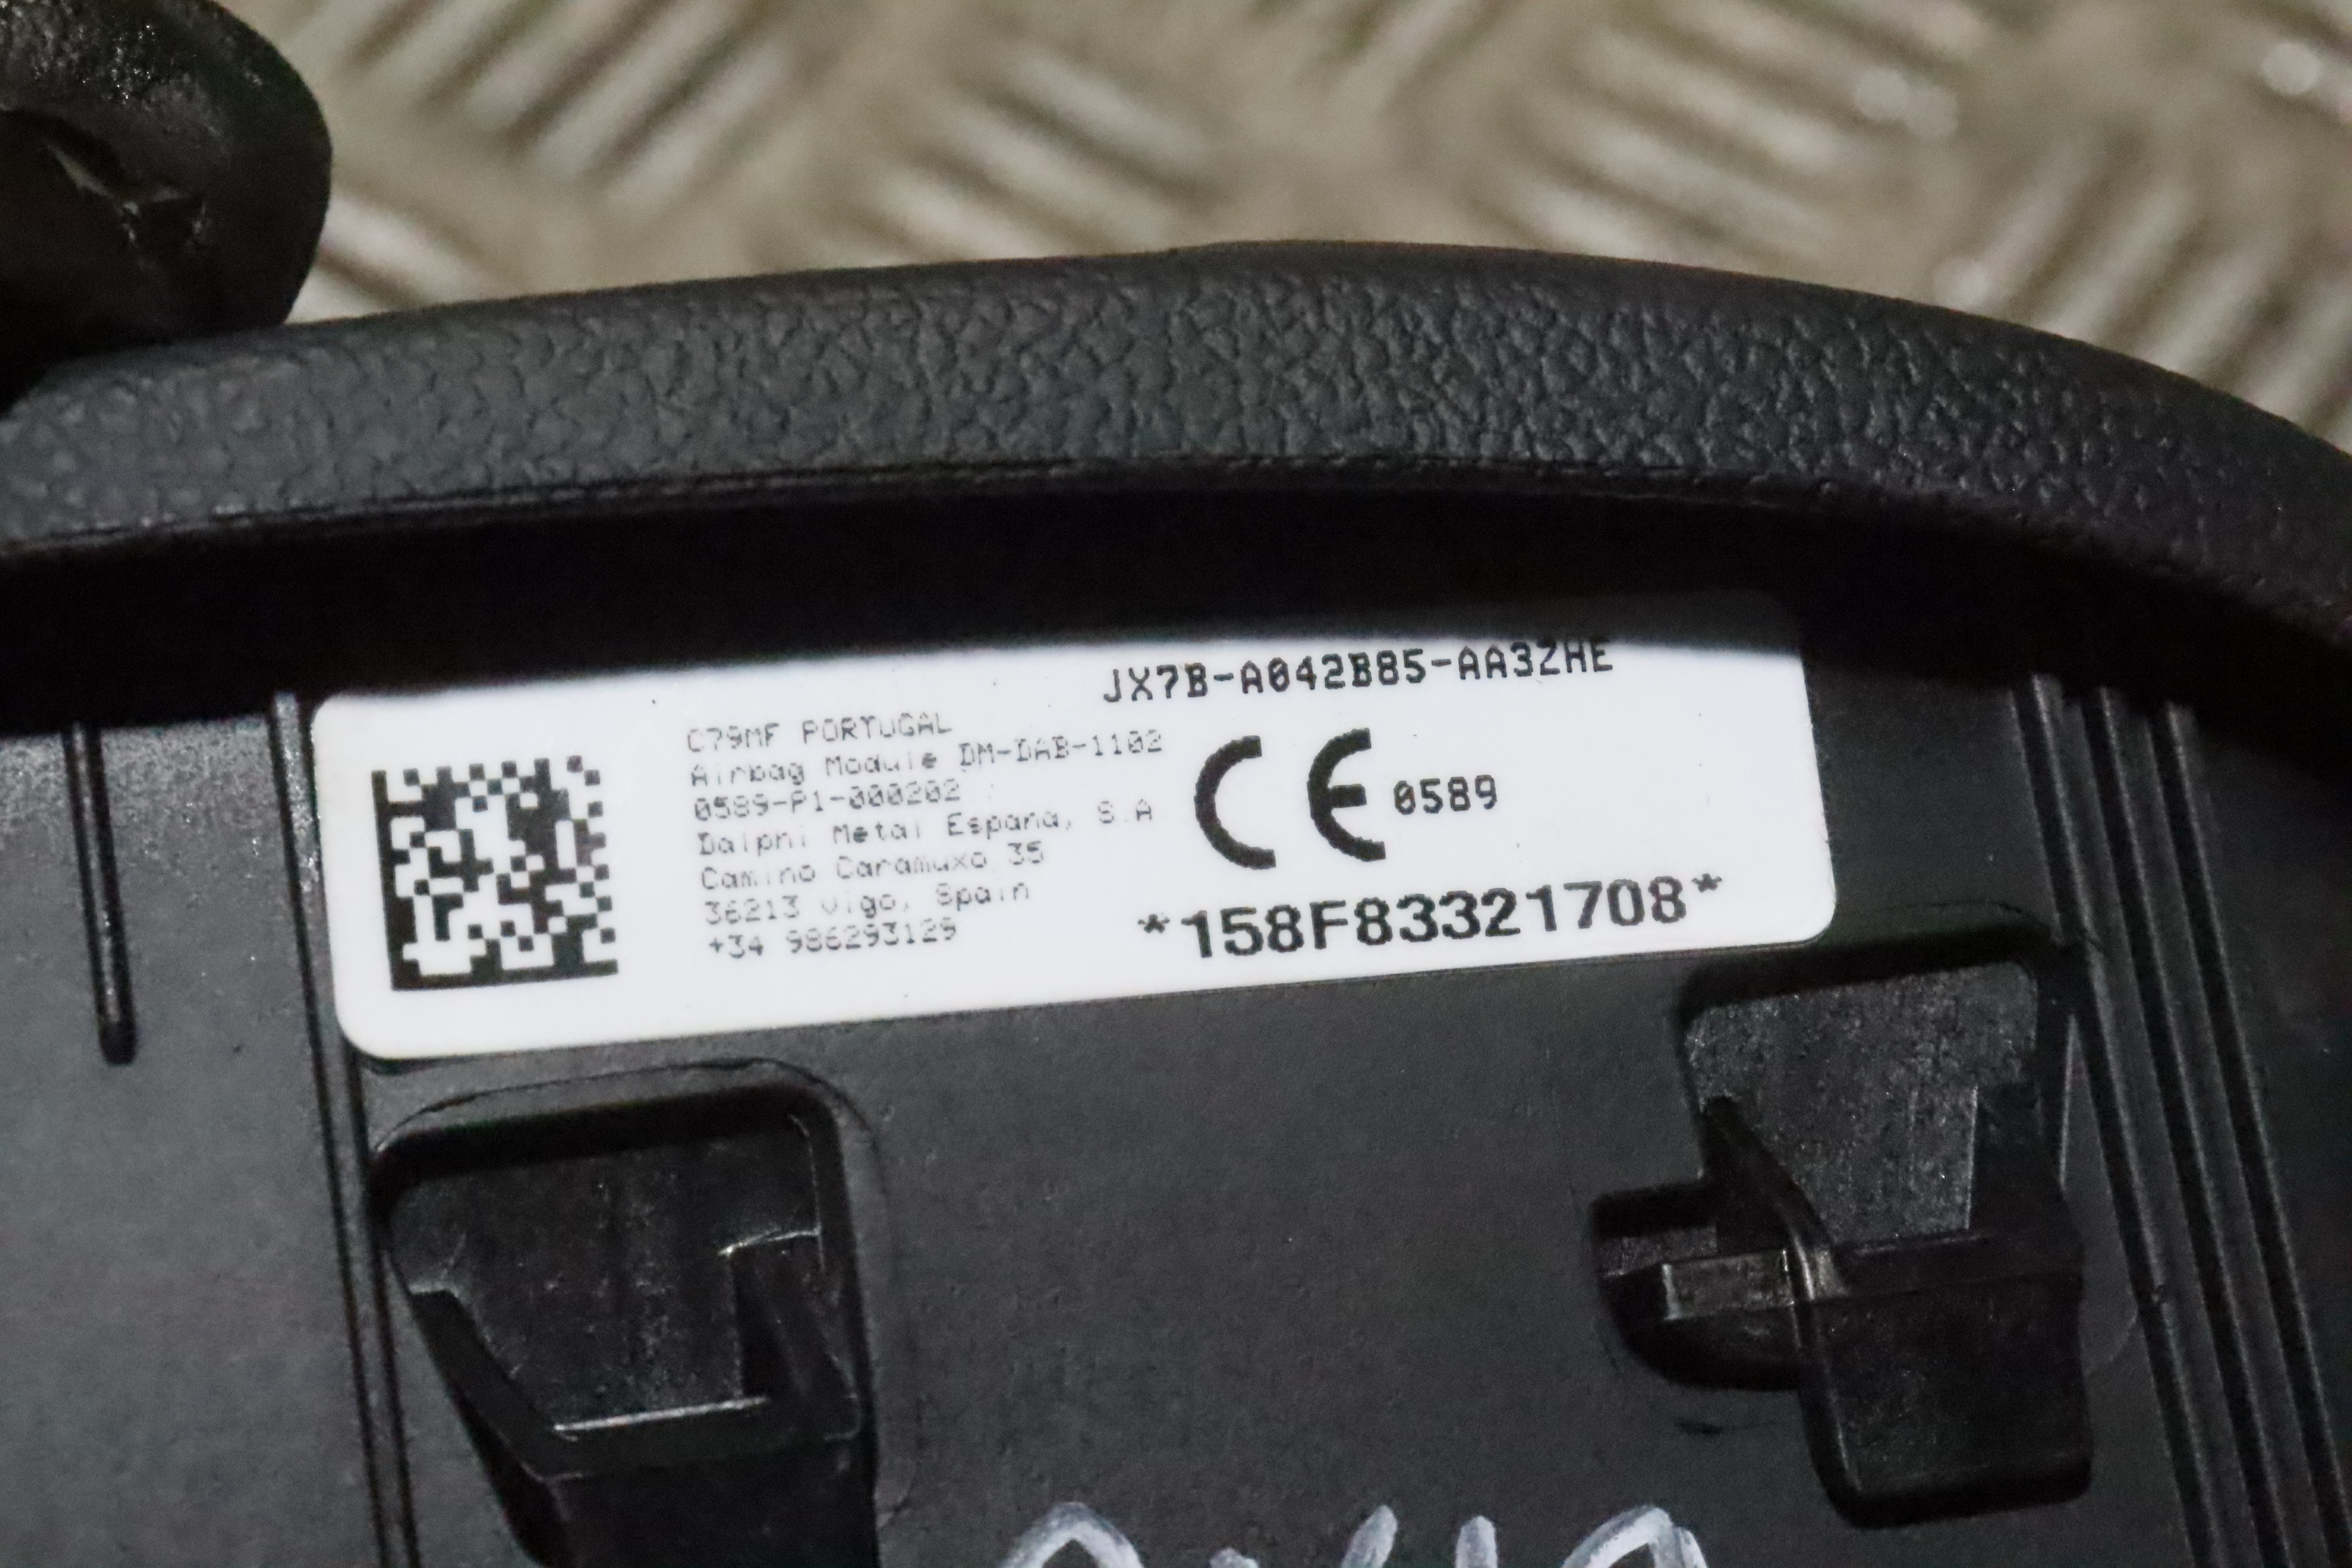 JX7B-A042B85-AA3ZHE
C79MF PORTUGAL
Airbag Module DM-DAB-1102
0589-P1-000202
Dalphi Metal Espana, S.A
Camino Caramuxo 35
36213 Vigo, Spain
+34 986293129
CE 0589
*158F83321708*